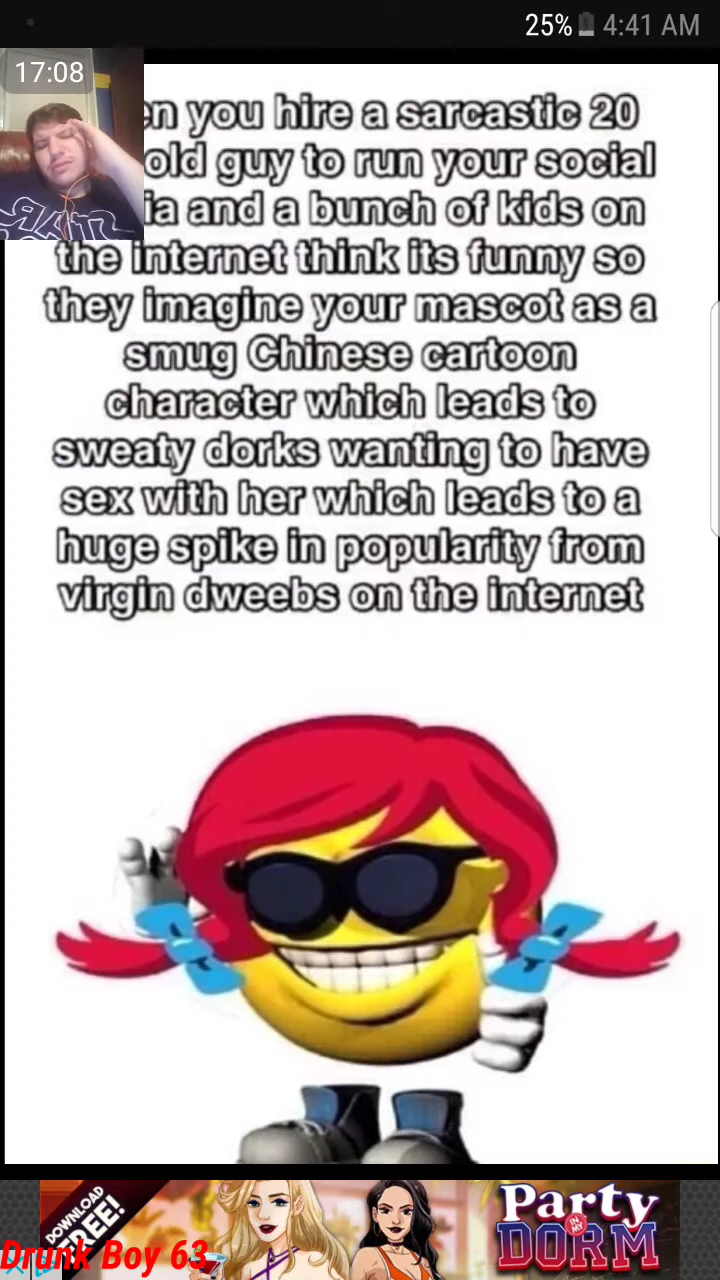 25% 4:41 AM
17:08
en you hire a sarcastic 20
old guy to run your social
ia and a bunch of kids on
the internet think its funny so
they imagine your mascot as a
smug Chinese cartoon
character which leads to
sweaty dorks wanting to have
sex with her which leads to a
huge spike in popularity from
virgin dweebs on the internet
DOWNLOAD
FREE!
Party
IN MY
DORM
Drunk Boy 63